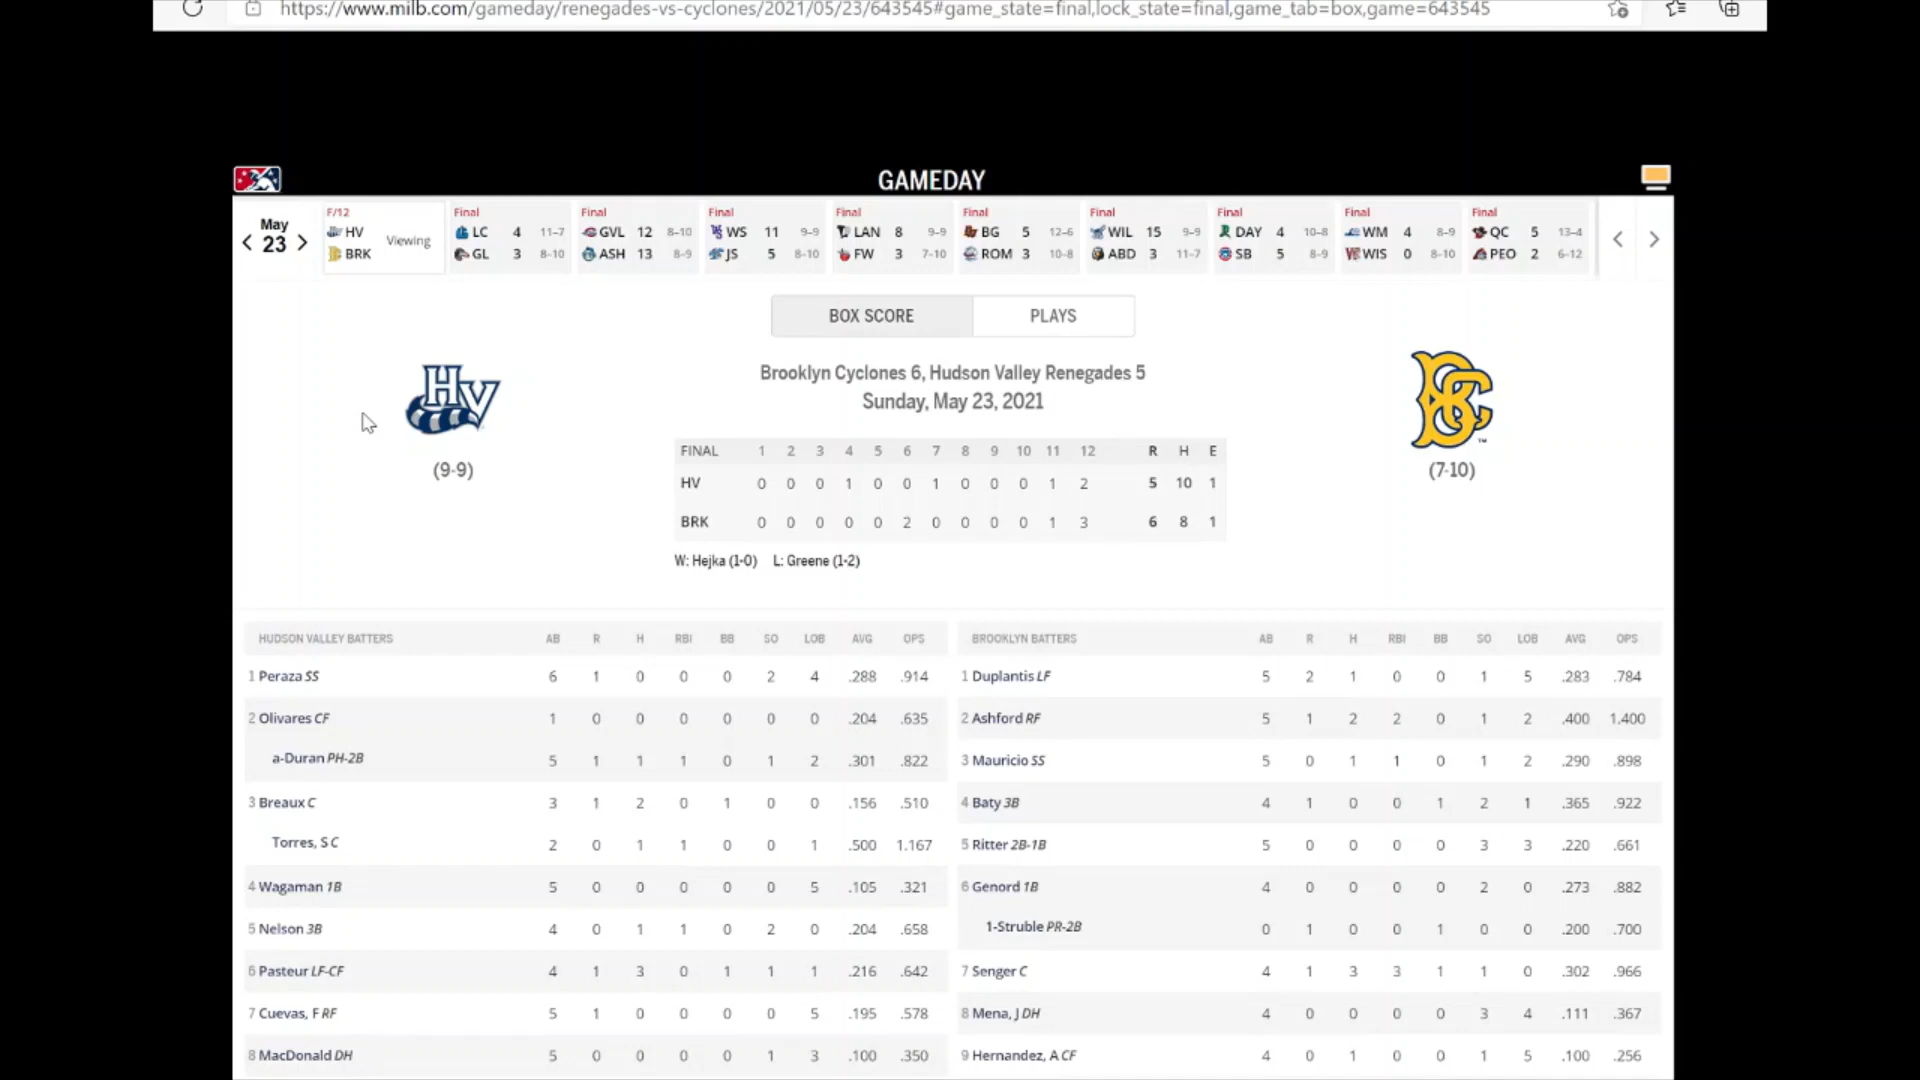 https://www.milb.com/gameday/renegades-vs-cyclones/2021/05/23/643545#game_state=final,lock_state=final,game_tab=box,game=643545
GAMEDAY
May 23
F/12
HV Viewing
BRK
Final
LC 4 11-7
GL 3 8-10
Final
GVL 12 8-10
ASH 13 8-9
Final
WS 11 9-9
JS 5 8-10
Final
LAN 8 9-9
FW 3 7-10
Final
BG 5 12-6
ROM 3 10-8
Final
WIL 15 9-9
ABD 3 11-7
Final
DAY 4 10-8
SB 5 8-9
Final
WM 4 8-9
WIS 0 8-10
Final
QC 5 13-4
PEO 2 6-12
BOX SCORE PLAYS
HV
(9-9)
Brooklyn Cyclones 6, Hudson Valley Renegades 5
Sunday, May 23, 2021
BC
™
(7-10)
FINAL 1 2 3 4 5 6 7 8 9 10 11 12 R H E
HV 0 0 0 1 0 0 1 0 0 0 1 2 5 10 1
BRK 0 0 0 0 0 2 0 0 0 0 1 3 6 8 1
W: Hejka (1-0) L: Greene (1-2)
HUDSON VALLEY BATTERS AB R H RBI BB SO LOB AVG OPS
1 Peraza SS 6 1 0 0 0 2 4 .288 .914
2 Olivares CF 1 0 0 0 0 0 0 .204 .635
a-Duran PH-2B 5 1 1 1 0 1 2 .301 .822
3 Breaux C 3 1 2 0 1 0 0 .156 .510
Torres, S C 2 0 1 1 0 0 1 .500 1.167
4 Wagaman 1B 5 0 0 0 0 0 5 .105 .321
5 Nelson 3B 4 0 1 1 0 2 0 .204 .658
6 Pasteur LF-CF 4 1 3 0 1 1 1 .216 .642
7 Cuevas, F RF 5 1 0 0 0 0 5 .195 .578
8 MacDonald DH 5 0 0 0 0 1 3 .100 .350
BROOKLYN BATTERS AB R H RBI BB SO LOB AVG OPS
1 Duplantis LF 5 2 1 0 0 1 5 .283 .784
2 Ashford RF 5 1 2 2 0 1 2 .400 1.400
3 Mauricio SS 5 0 1 1 0 1 2 .290 .898
4 Baty 3B 4 1 0 0 1 2 1 .365 .922
5 Ritter 2B-1B 5 0 0 0 0 3 3 .220 .661
6 Genord 1B 4 0 0 0 0 2 0 .273 .882
1-Struble PR-2B 0 1 0 0 1 0 0 .200 .700
7 Senger C 4 1 3 3 1 1 0 .302 .966
8 Mena, J DH 4 0 0 0 0 3 4 .111 .367
9 Hernandez, A CF 4 0 1 0 0 1 5 .100 .256